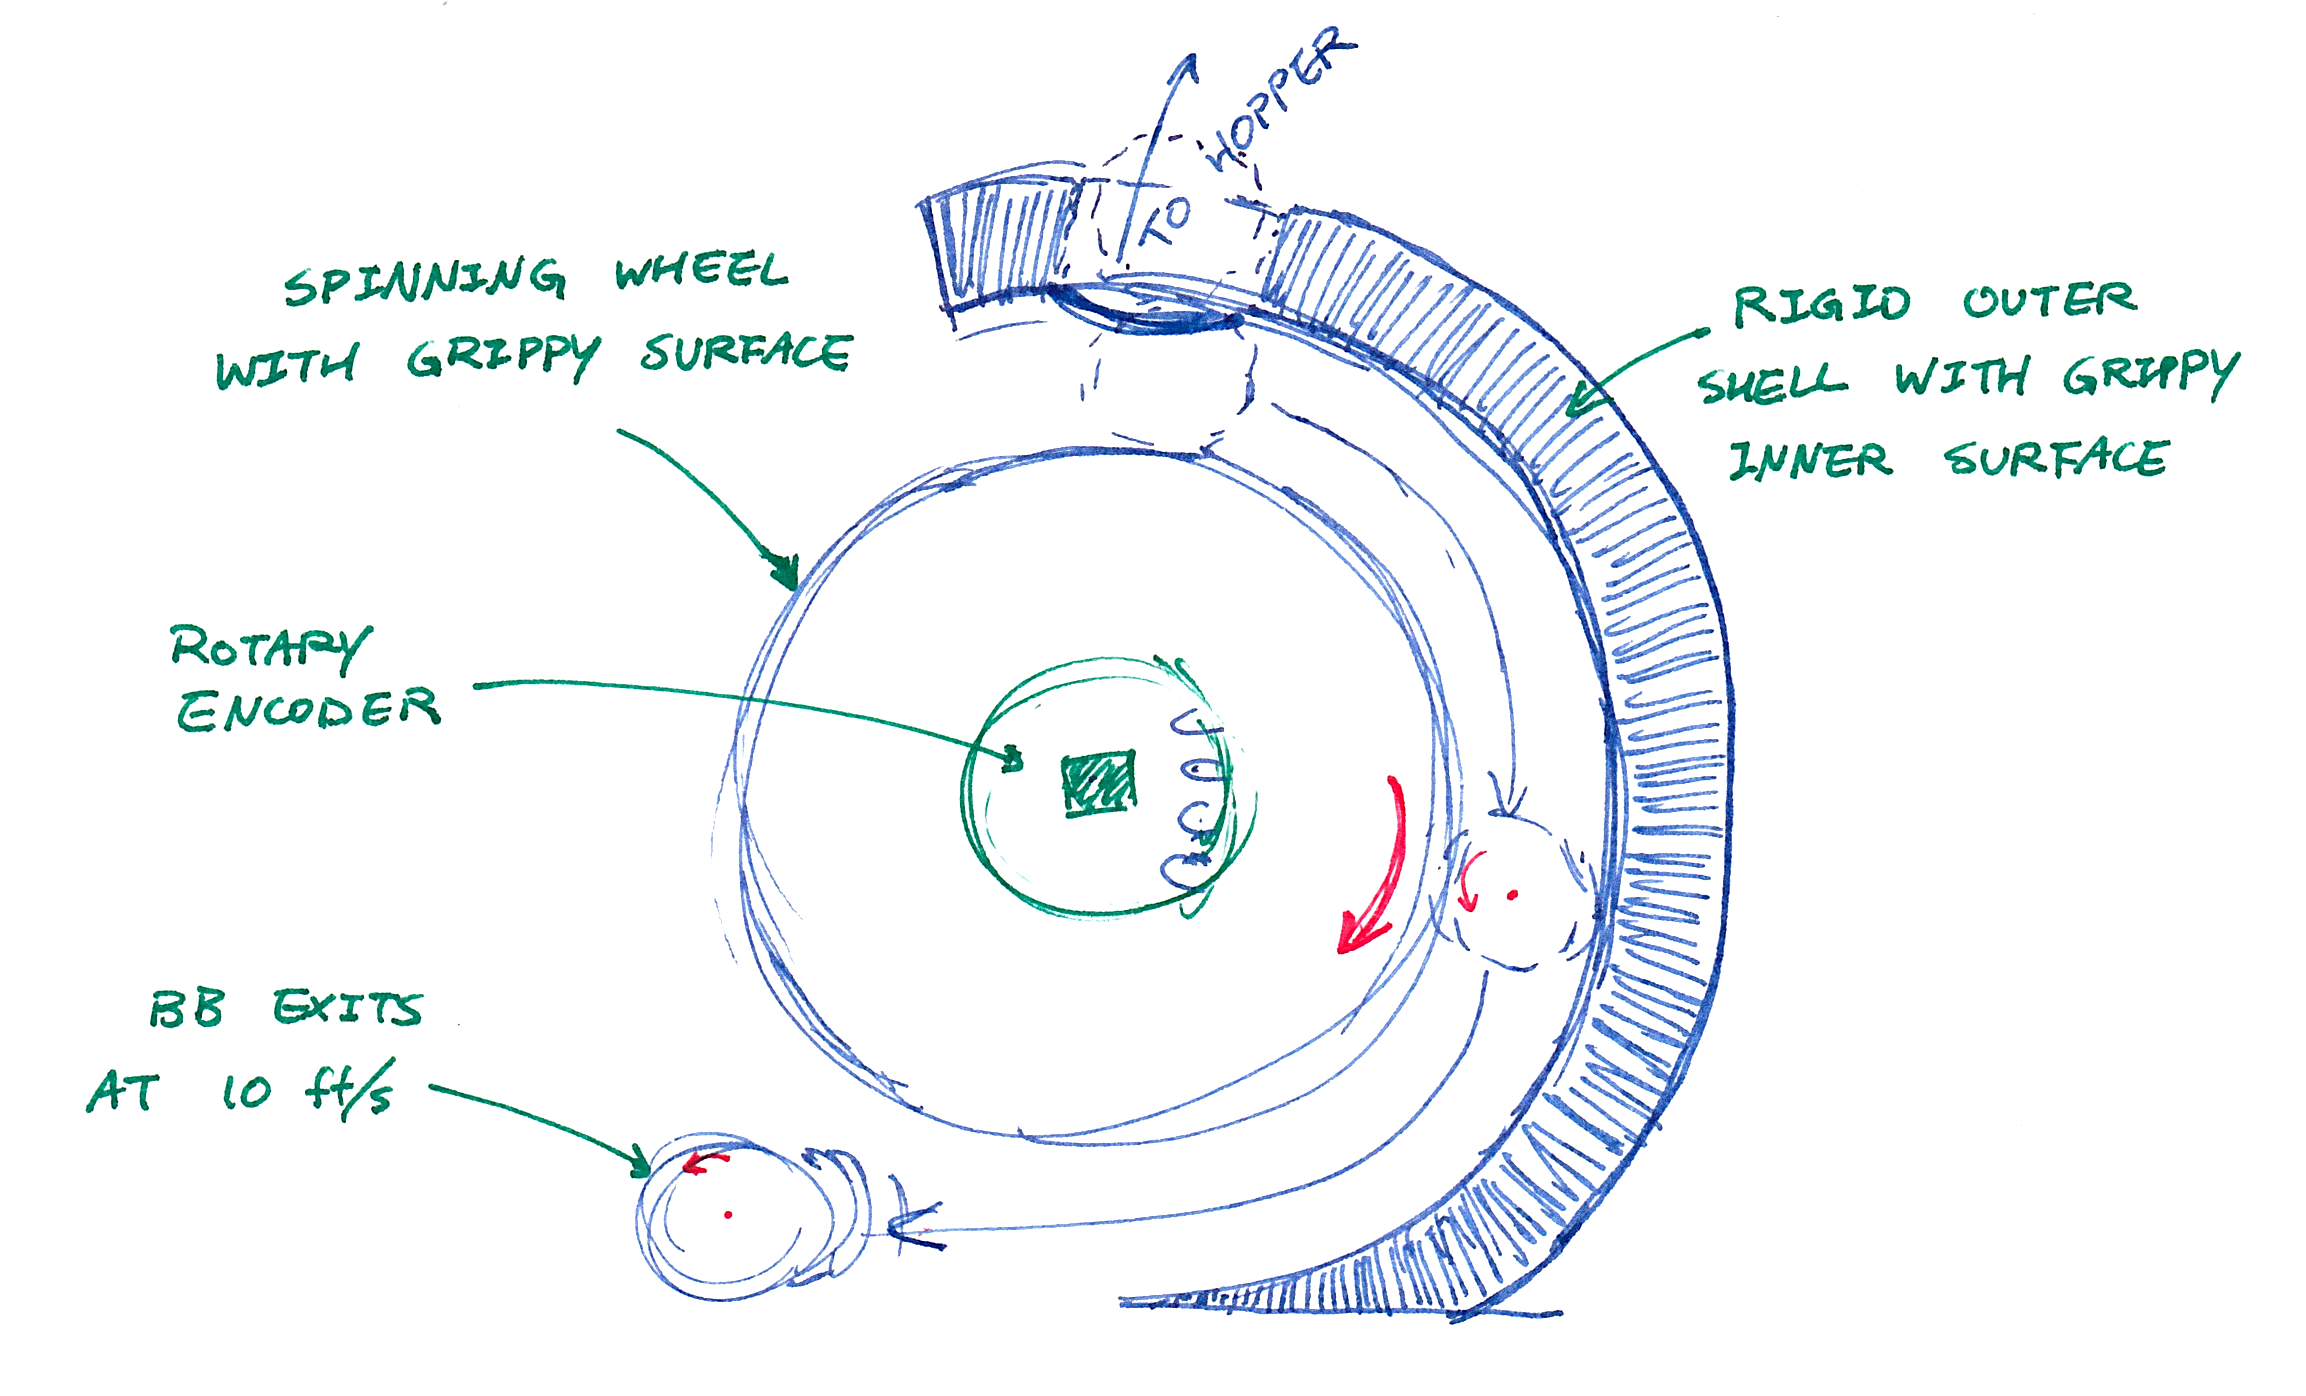 TO HOPPER
SPINNING WHEEL
WITH GRIPPY SURFACE
RIGID OUTER
SHELL WITH GRIPPY
INNER SURFACE
ROTARY
ENCODER
BB EXITS
AT 10 ft/s